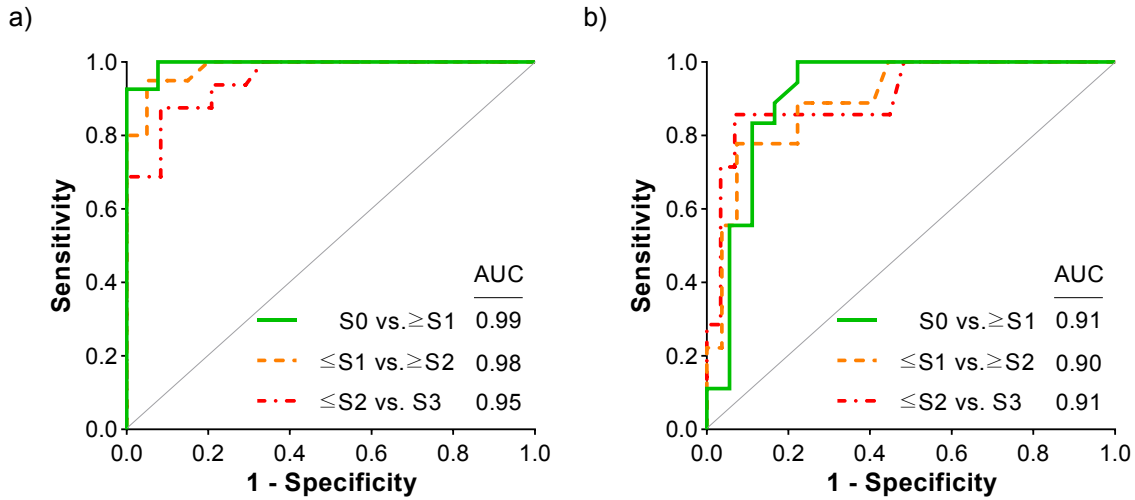 a)
1.0
0.8
0.6
0.4
0.2
0.0
Sensitivity
AUC
S0 vs.≥S1 0.99
≤S1 vs.≥S2 0.98
≤S2 vs. S3 0.95
0.0 0.2 0.4 0.6 0.8 1.0
1 - Specificity
b)
1.0
0.8
0.6
0.4
0.2
0.0
Sensitivity
AUC
S0 vs.≥S1 0.91
≤S1 vs.≥S2 0.90
≤S2 vs. S3 0.91
0.0 0.2 0.4 0.6 0.8 1.0
1 - Specificity